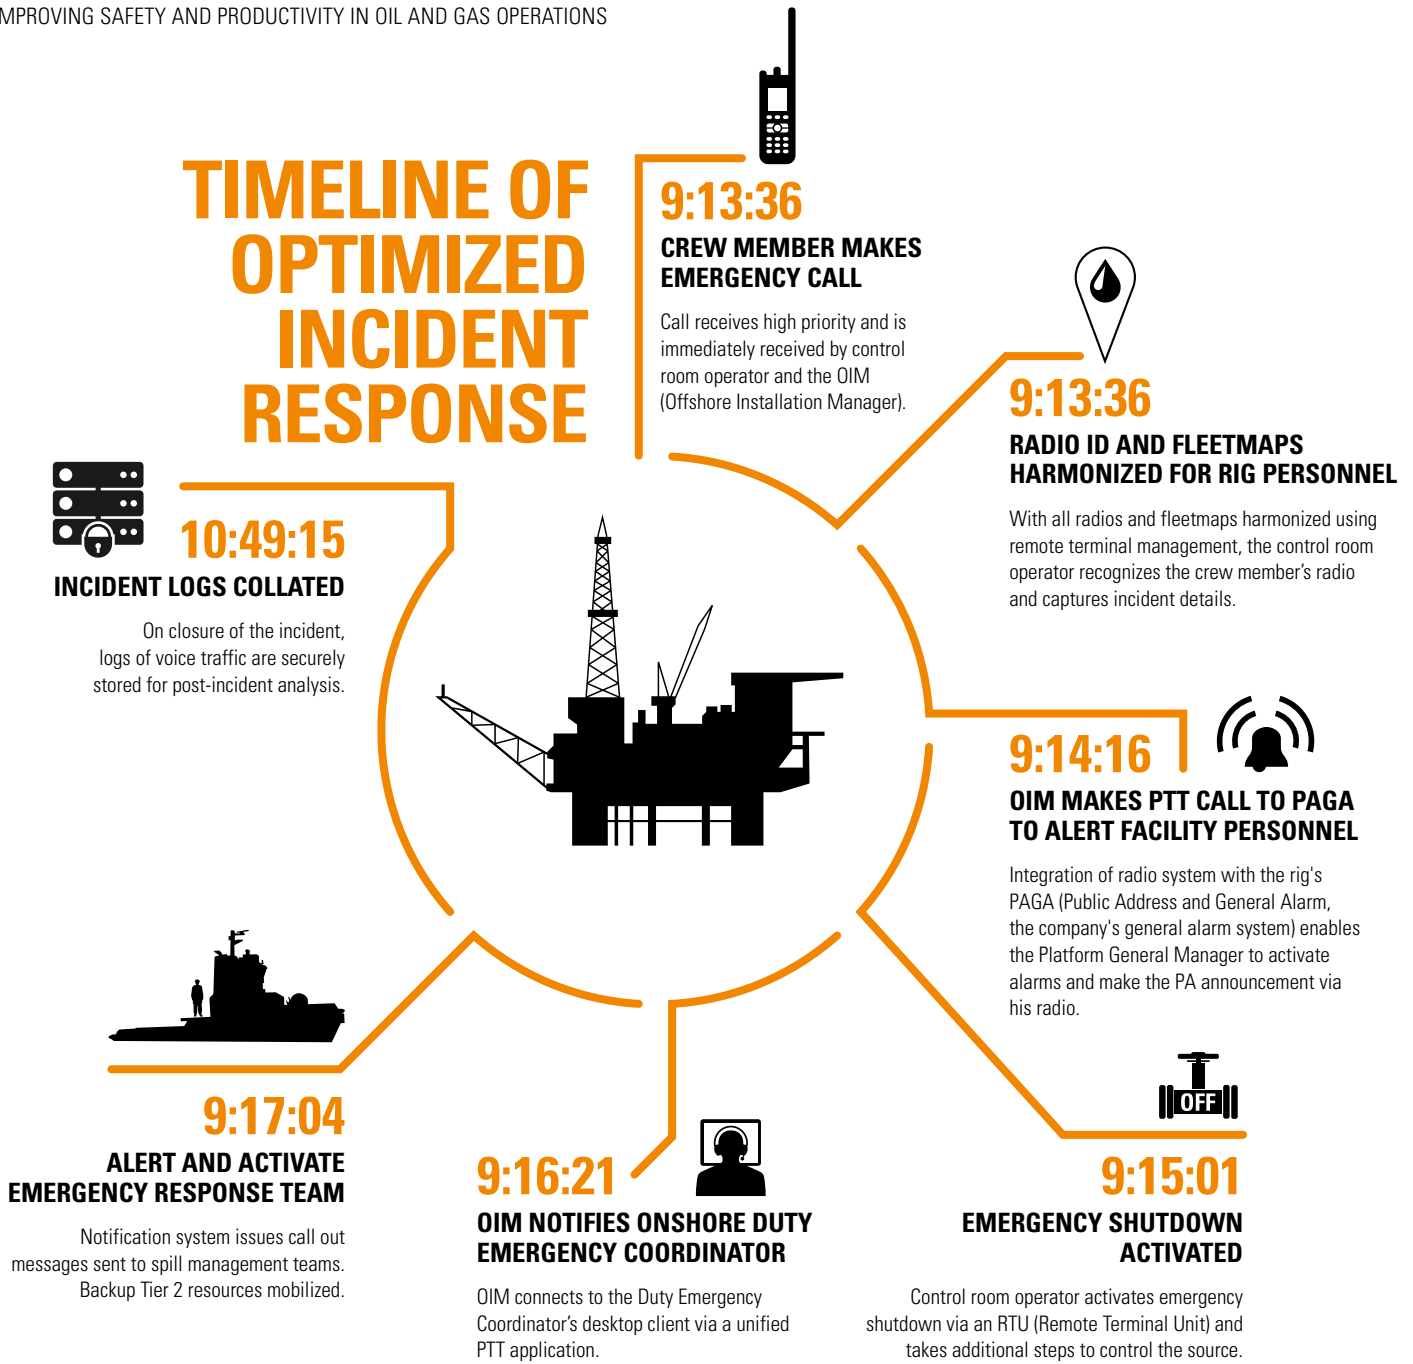 MPROVING SAFETY AND PRODUCTIVITY IN OIL AND GAS OPERATIONS
TIMELINE OF
OPTIMIZED
INCIDENT
RESPONSE
9:13:36
CREW MEMBER MAKES
EMERGENCY CALL
Call receives high priority and is
immediately received by control
room operator and the OIM
(Offshore Installation Manager).
9:13:36
RADIO ID AND FLEETMAPS
HARMONIZED FOR RIG PERSONNEL
With all radios and fleetmaps harmonized using
remote terminal management, the control room
operator recognizes the crew member's radio
and captures incident details.
9:14:16
OIM MAKES PTT CALL TO PAGA
TO ALERT FACILITY PERSONNEL
Integration of radio system with the rig's
PAGA (Public Address and General Alarm,
the company's general alarm system) enables
the Platform General Manager to activate
alarms and make the PA announcement via
his radio.
OFF
9:15:01
EMERGENCY SHUTDOWN
ACTIVATED
Control room operator activates emergency
shutdown via an RTU (Remote Terminal Unit) and
takes additional steps to control the source.
9:16:21
OIM NOTIFIES ONSHORE DUTY
EMERGENCY COORDINATOR
OIM connects to the Duty Emergency
Coordinator's desktop client via a unified
PTT application.
9:17:04
ALERT AND ACTIVATE
EMERGENCY RESPONSE TEAM
Notification system issues call out
messages sent to spill management teams.
Backup Tier 2 resources mobilized.
10:49:15
INCIDENT LOGS COLLATED
On closure of the incident,
logs of voice traffic are securely
stored for post-incident analysis.